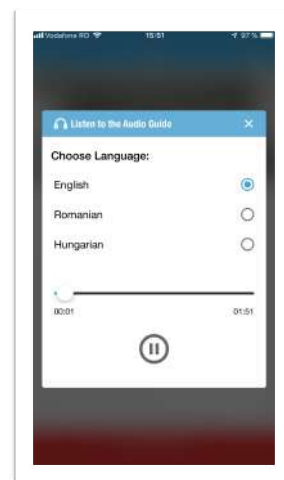 Vodafone RO 15:51 97 %
Listen to the Audio Guide
Choose Language:
English
Romanian
Hungarian
00:01 01:51